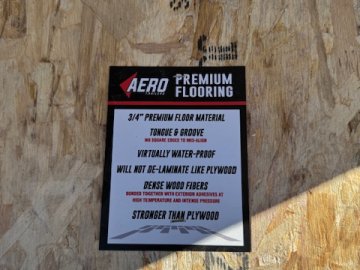 AERO
TRAILERS
PREMIUM
FLOORING
3/4" PREMIUM FLOOR MATERIAL
TONGUE & GROOVE
NO SQUARE EDGES TO MIS-ALIGN
VIRTUALLY WATER-PROOF
WILL NOT DE-LAMINATE LIKE PLYWOOD
DENSE WOOD FIBERS
BONDED TOGETHER WITH EXTERIOR ADHESIVES AT
HIGH TEMPERATURE AND INTENSE PRESSURE
STRONGER THAN PLYWOOD